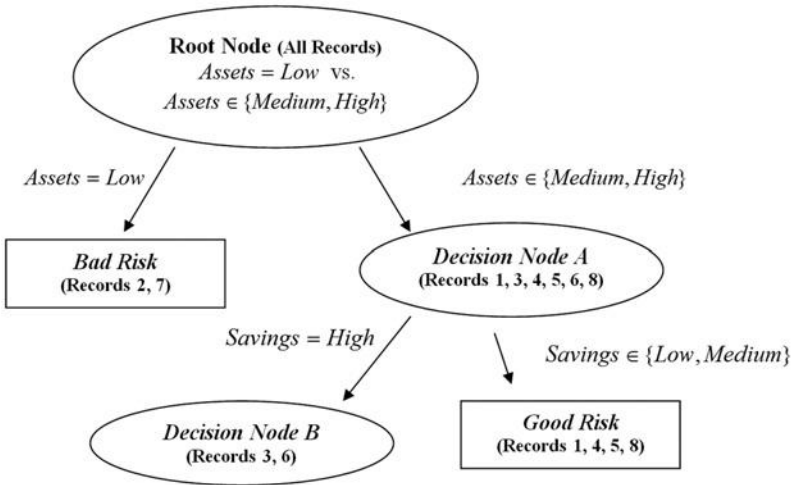 Root Node (All Records)
Assets = Low vs.
Assets ∈ {Medium, High}
Assets = Low
Assets ∈ {Medium, High}
Bad Risk
(Records 2, 7)
Decision Node A
(Records 1, 3, 4, 5, 6, 8)
Savings = High
Savings ∈ {Low, Medium}
Decision Node B
(Records 3, 6)
Good Risk
(Records 1, 4, 5, 8)